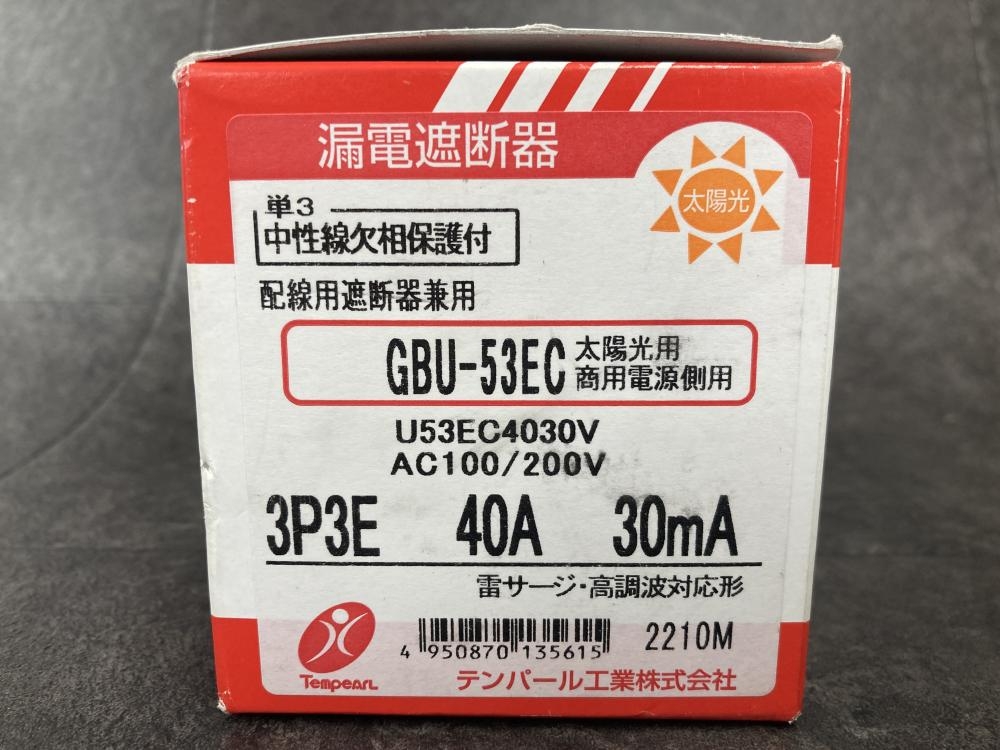 漏電遮断器
太陽光
単3
中性線欠相保護付
配線用遮断器兼用
GBU-53EC 太陽光用
商用電源側用
U53EC4030V
AC100/200V
3P3E 40A 30mA
雷サージ・高調波対応形
Tempearl
4 950870 135615
2210M
テンパール工業株式会社